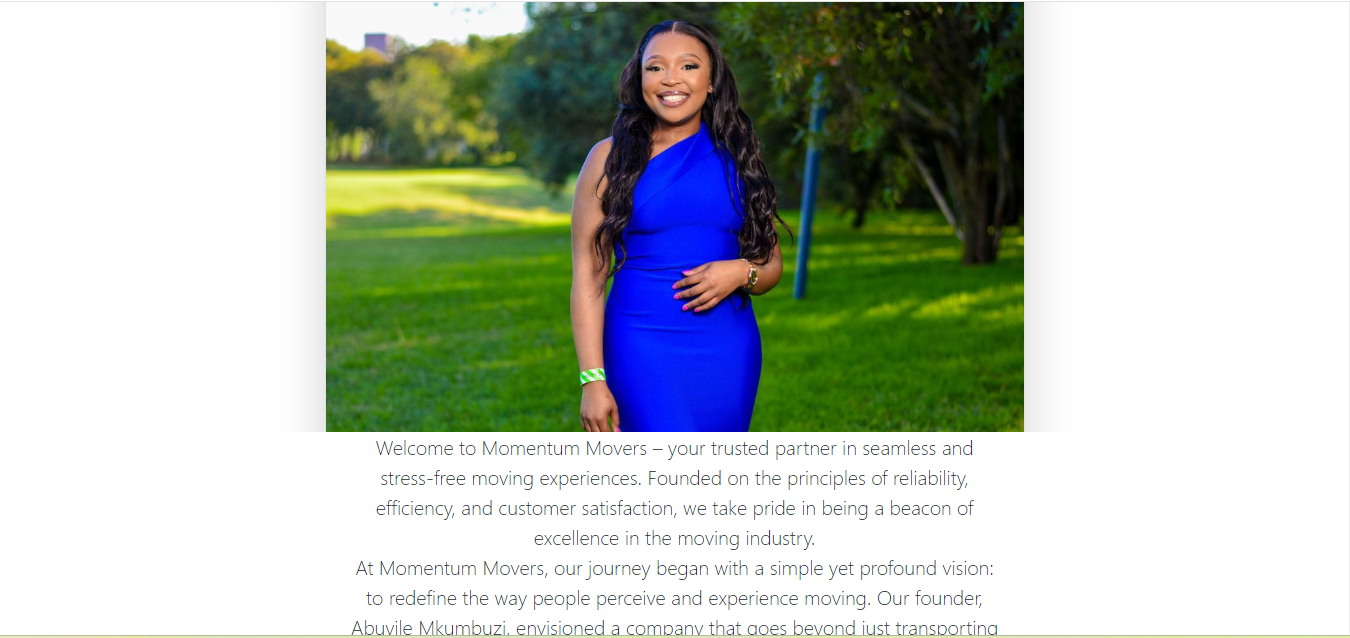 Welcome to Momentum Movers – your trusted partner in seamless and
stress-free moving experiences. Founded on the principles of reliability,
efficiency, and customer satisfaction, we take pride in being a beacon of
excellence in the moving industry.
At Momentum Movers, our journey began with a simple yet profound vision:
to redefine the way people perceive and experience moving. Our founder,
Abuyile Mkumbuzi, envisioned a company that goes beyond just transporting